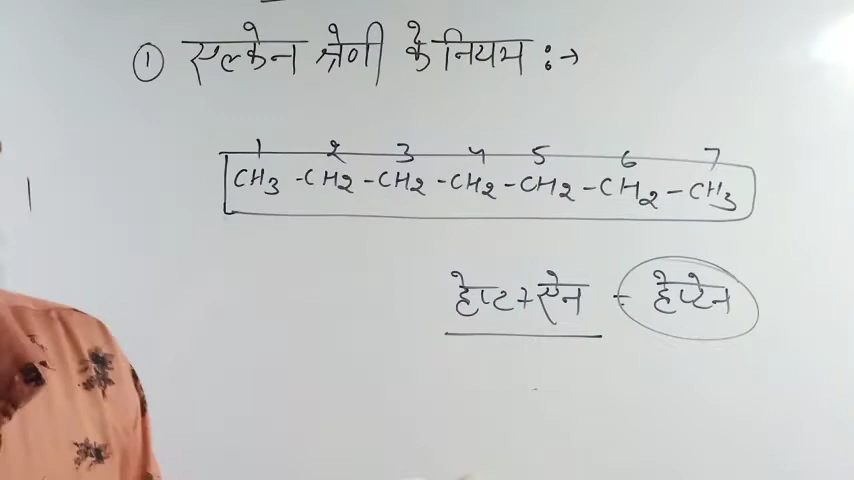 ① एल्केन श्रेणी के नियम :→
1 2 3 4 5 6 7
CH3 - CH2 - CH2 - CH2 - CH2 - CH2 - CH3
हेप्ट + ऐन - हेप्टेन